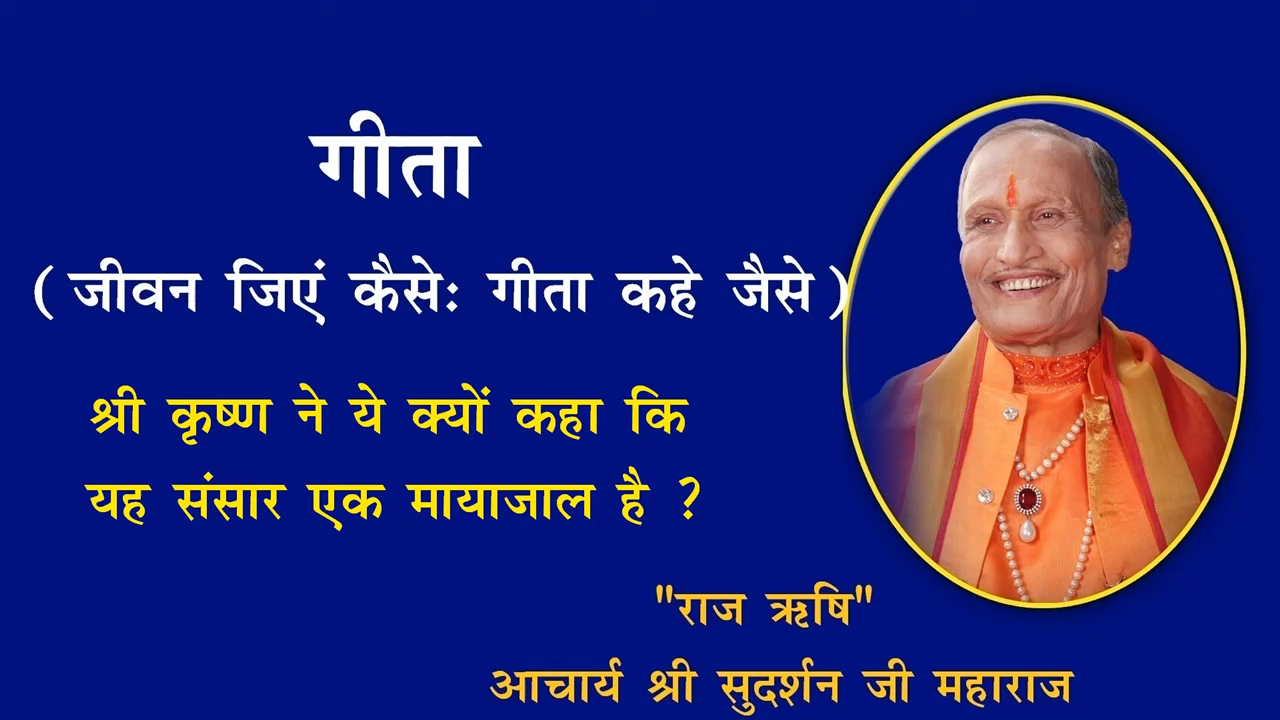 गीता
( जीवन जिएं कैसेः गीता कहे जैसे )
श्री कृष्ण ने ये क्यों कहा कि
यह संसार एक मायाजाल है ?
"राज ऋषि"
आचार्य श्री सुदर्शन जी महाराज